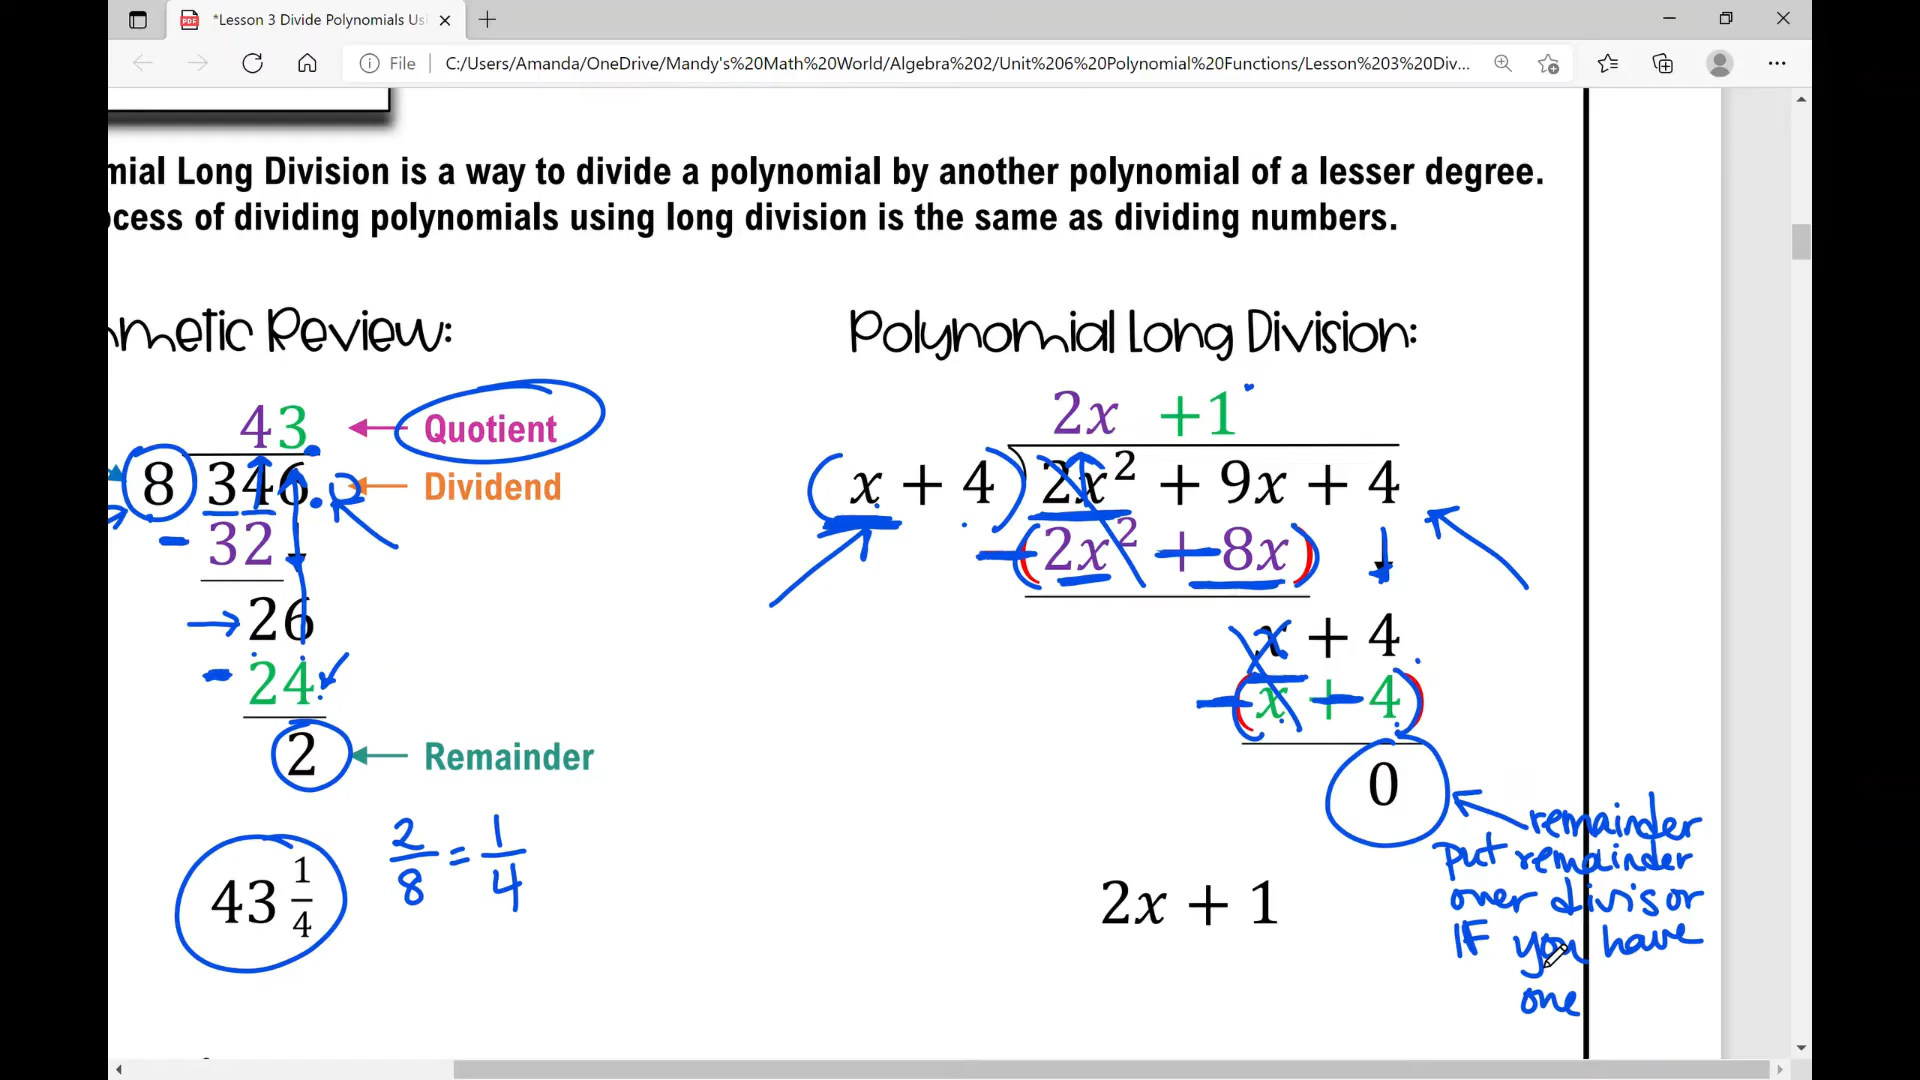 *Lesson 3 Divide Polynomials Usi
File C:/Users/Amanda/OneDrive/Mandy's%20Math%20World/Algebra%202/Unit%206%20Polynomial%20Functions/Lesson%203%20Div...
mial Long Division is a way to divide a polynomial by another polynomial of a lesser degree.
ocess of dividing polynomials using long division is the same as dividing numbers.
metic Review:
43. Quotient
8 346. Dividend
- 32
26
- 24
2 Remainder
2/8 = 1/4
43 1/4
Polynomial Long Division:
2x +1
x + 4 2x² + 9x + 4
-(2x² + 8x)
x + 4
-(x + 4)
0
remainder
put remainder
over divisor
IF you have
one
2x + 1